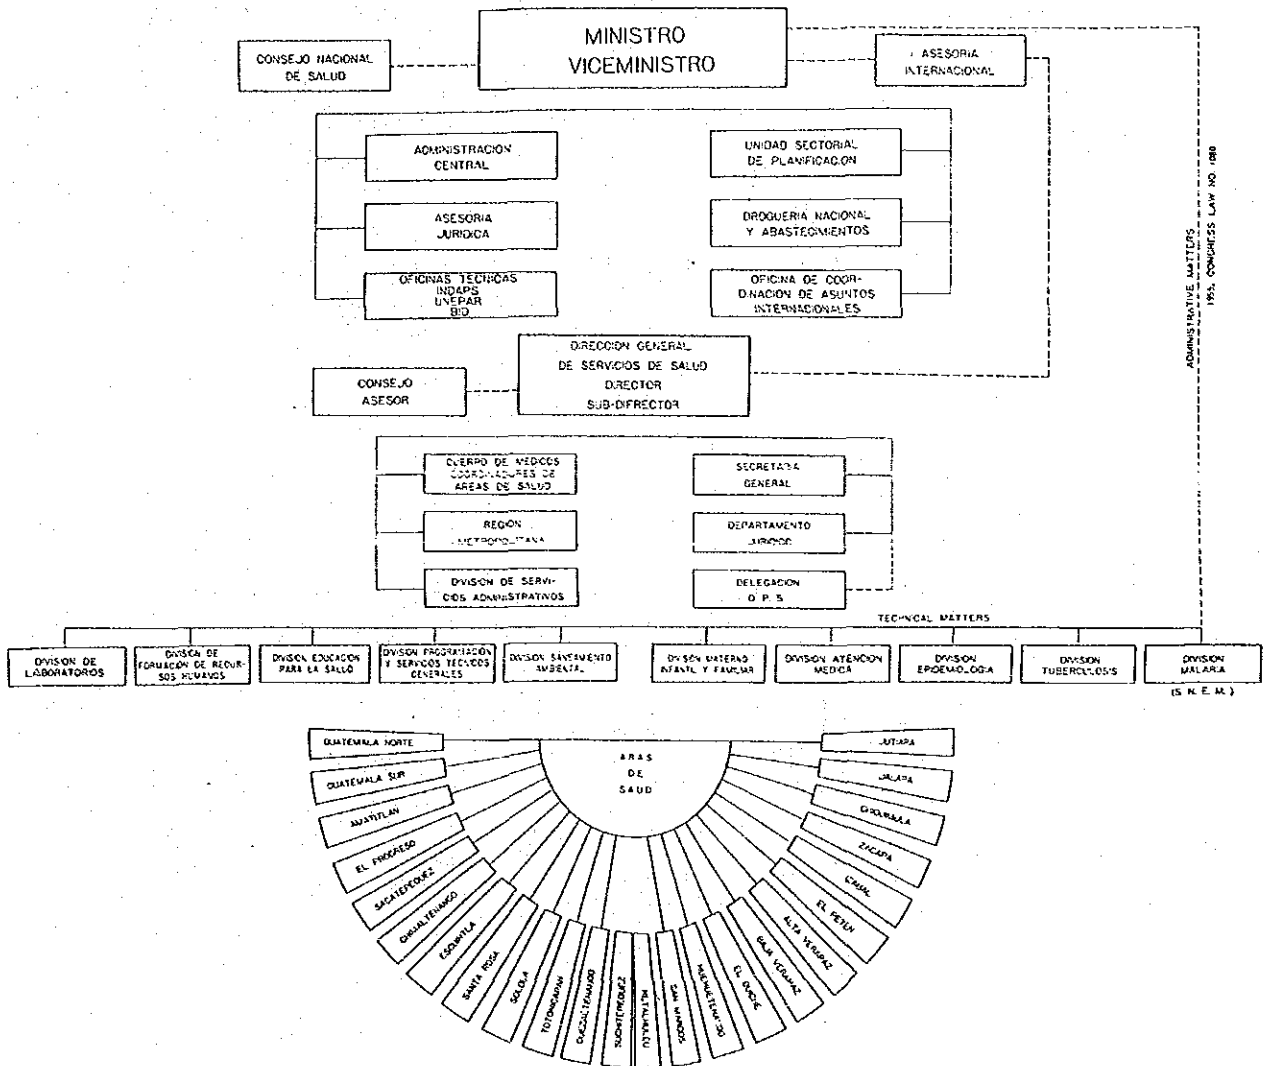 MINISTRO
VICEMINISTRO
CONSEJO NACIONAL
DE SALUD
ASESORIA
INTERNACIONAL
ADMINISTRACION
CENTRAL
UNIDAD SECTORIAL
DE PLANIFICACION
ASESORIA
JURIDICA
DROGUERIA NACIONAL
Y ABASTECIMIENTOS
OFICINAS TECNICAS
INDAPS
UNEPAR
BID
OFICINA DE COOR-
DINACION DE ASUNTOS
INTERNACIONALES
ADMINISTRATIVE MATTERS
1955, CONGRESS LAW NO. 1080
DIRECCION GENERAL
DE SERVICIOS DE SALUD
DIRECTOR
SUB-DIFRECTOR
CONSEJO
ASESOR
CUERPO DE MEDICOS
COORDINADORES DE
AREAS DE SALUD
SECRETARIA
GENERAL
REGION
METROPOLITANA
DEPARTAMENTO
JURIDICO
DIVISION DE SERVI-
CIOS ADMINISTRATIVOS
DELEGACION
O. P. S.
TECHNICAL MATTERS
DIVISION DE
LABORATORIOS
DIVISION DE
FORMACION DE RECUR-
SOS HUMANOS
DIVISION EDUCACION
PARA LA SALUD
DIVISION PROGRAMACION
Y SERVICIOS TECNICOS
GENERALES
DIVISION SANEAMIENTO
AMBIENTAL
DIVISION MATERNO
INFANTIL Y FAMILIAR
DIVISION ATENCION
MEDICA
DIVISION
EPIDEMIOLOGIA
DIVISION
TUBERCULOSIS
DIVISION
MALARIA
(S. N. E. M.)
ARAS
DE
SAUD
GUATEMALA NORTE
GUATEMALA SUR
AMATITLAN
EL PROGRESO
SACATEPEQUEZ
CHIMALTENANGO
ESCUINTLA
SANTA ROSA
SOLOLA
TOTONICAPAN
QUEZALTENANGO
SUCHITEPEQUEZ
SAN MARCOS
HUEHUETENANGO
EL QUICHE
BAJA VERAPAZ
ALTA VERAPAZ
EL PETEN
IZABAL
ZACAPA
CHIQUIMULA
JALAPA
JUTIAPA